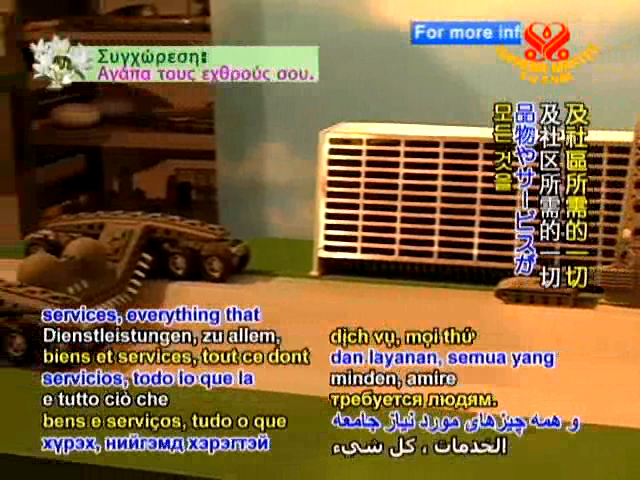 Συγχώρεση:
Αγάπα τους εχθρούς σου.
For more inf
及社區所需的一切
及社区所需的一切
品物やサービスが
모든 것을
services, everything that
Dienstleistungen, zu allem,
biens et services, tout ce dont
servicios, todo lo que la
e tutto ciò che
bens e serviços, tudo o que
хүрэх, нийгэмд хэрэгтэй
dịch vụ, mọi thứ
dan layanan, semua yang
minden, amire
требуется людям.
و همه چیزهای مورد نیاز جامعه
الخدمات ، كل شيء